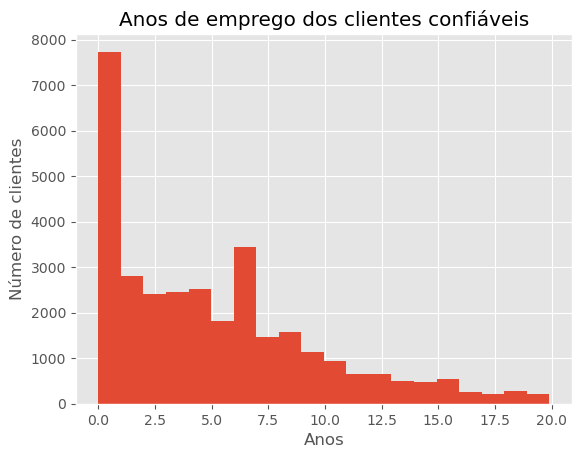 Anos de emprego dos clientes confiáveis
Número de clientes
8000
7000
6000
5000
4000
3000
2000
1000
0
0.0 2.5 5.0 7.5 10.0 12.5 15.0 17.5 20.0
Anos